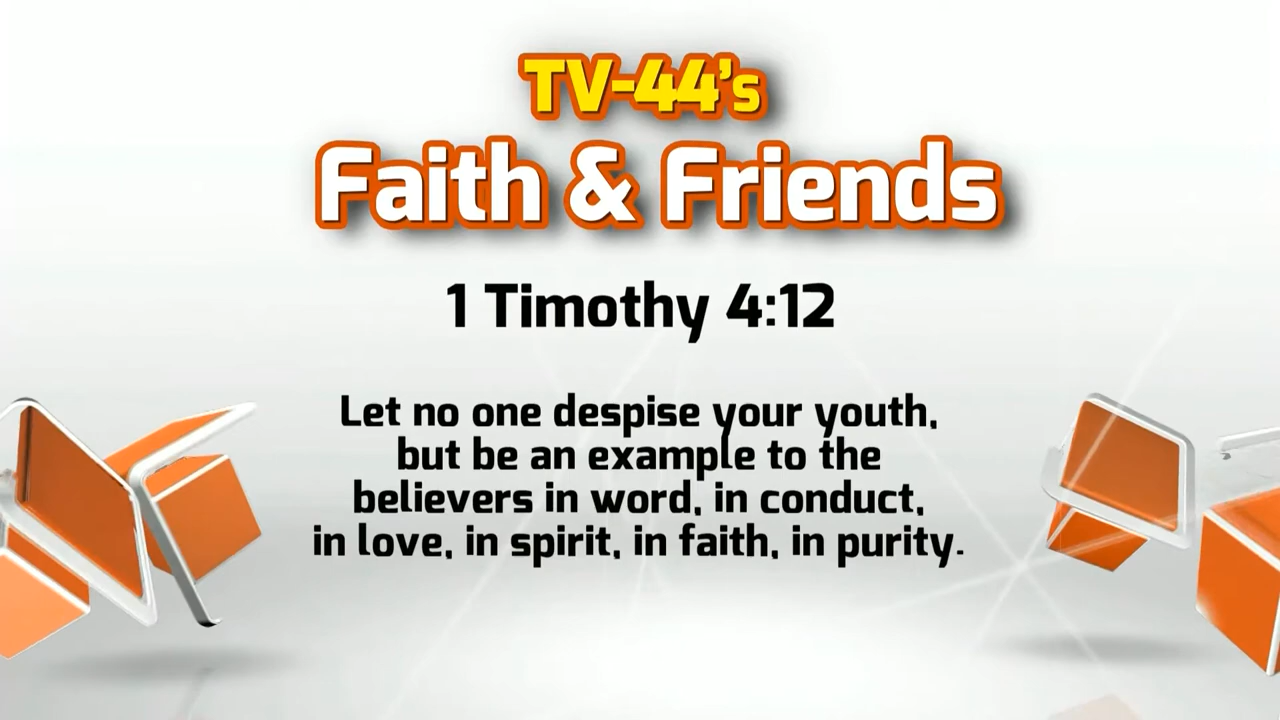 TV-44's
Faith & Friends
1 Timothy 4:12
Let no one despise your youth,
but be an example to the
believers in word, in conduct,
in love, in spirit, in faith, in purity.